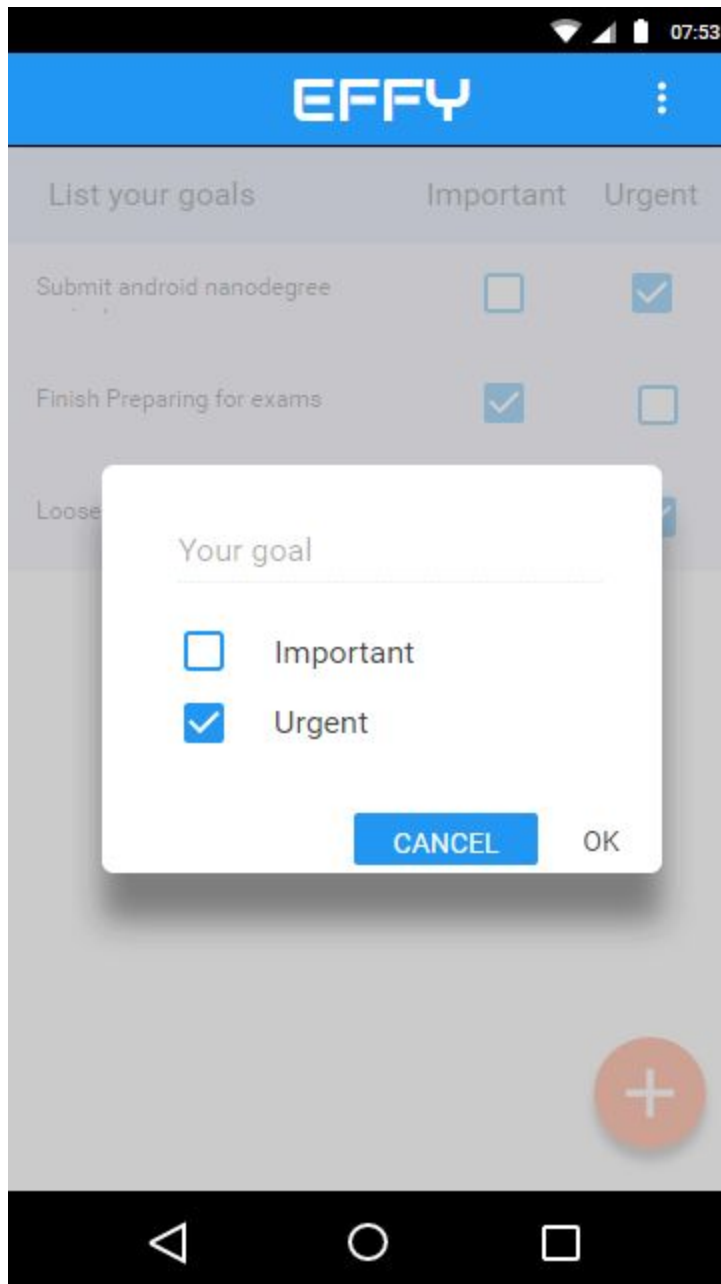 07:53
EFFY
List your goals Important Urgent
Submit android nanodegree
Finish Preparing for exams
Loose
Your goal
Important
Urgent
CANCEL OK